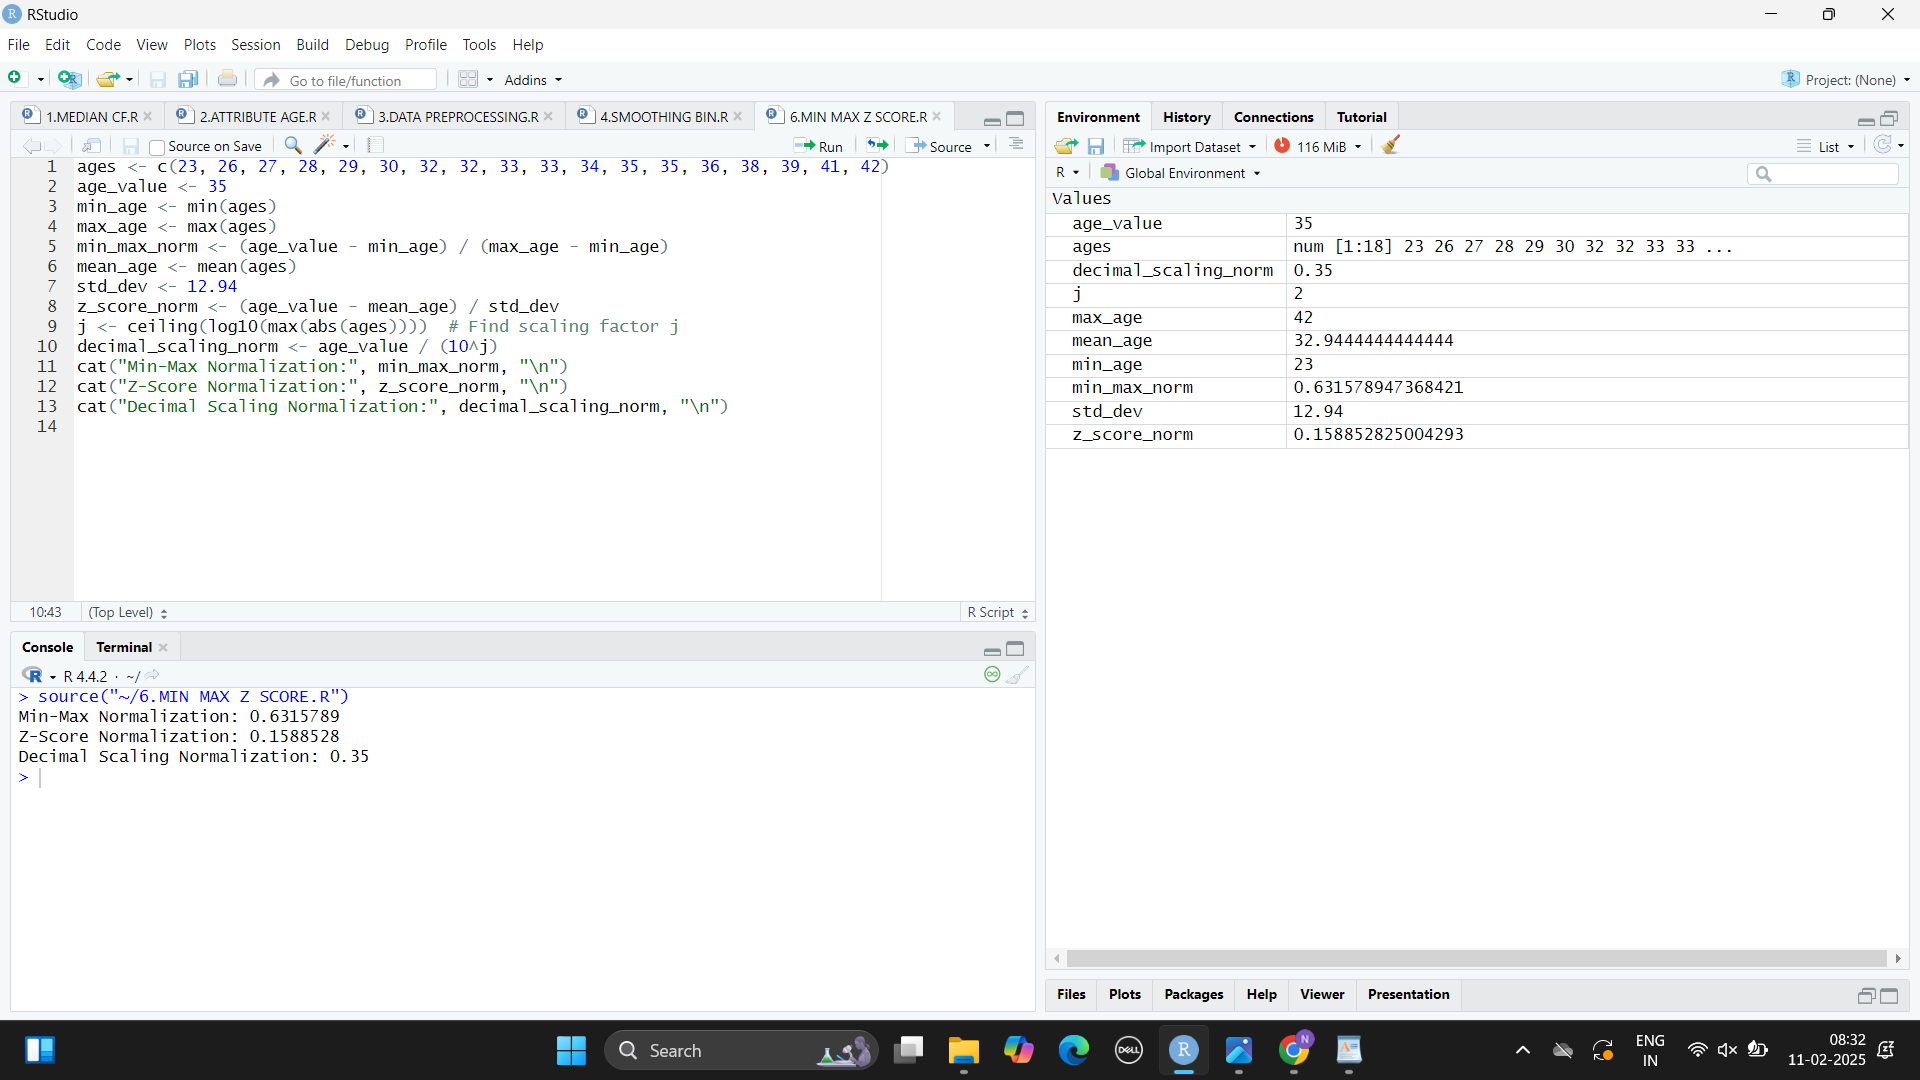 RStudio
File Edit Code View Plots Session Build Debug Profile Tools Help
Go to file/function Addins Project: (None)
1.MEDIAN CF.R 2.ATTRIBUTE AGE.R 3.DATA PREPROCESSING.R 4.SMOOTHING BIN.R 6.MIN MAX Z SCORE.R
Source on Save Run Source
1 ages <- c(23, 26, 27, 28, 29, 30, 32, 32, 33, 33, 34, 35, 35, 36, 38, 39, 41, 42)
2 age_value <- 35
3 min_age <- min(ages)
4 max_age <- max(ages)
5 min_max_norm <- (age_value - min_age) / (max_age - min_age)
6 mean_age <- mean(ages)
7 std_dev <- 12.94
8 z_score_norm <- (age_value - mean_age) / std_dev
9 j <- ceiling(log10(max(abs(ages))))  # Find scaling factor j
10 decimal_scaling_norm <- age_value / (10^j)
11 cat("Min-Max Normalization:", min_max_norm, "\n")
12 cat("Z-Score Normalization:", z_score_norm, "\n")
13 cat("Decimal Scaling Normalization:", decimal_scaling_norm, "\n")
14
10:43 (Top Level) R Script
Console Terminal
R 4.4.2 · ~/
> source("~/6.MIN MAX Z SCORE.R")
Min-Max Normalization: 0.6315789
Z-Score Normalization: 0.1588528
Decimal Scaling Normalization: 0.35
>
Environment History Connections Tutorial
Import Dataset 116 MiB List
R Global Environment
Values
age_value 35
ages num [1:18] 23 26 27 28 29 30 32 32 33 33 ...
decimal_scaling_norm 0.35
j 2
max_age 42
mean_age 32.9444444444444
min_age 23
min_max_norm 0.631578947368421
std_dev 12.94
z_score_norm 0.158852825004293
Files Plots Packages Help Viewer Presentation
Search DELL R N
ENG
IN
08:32
11-02-2025